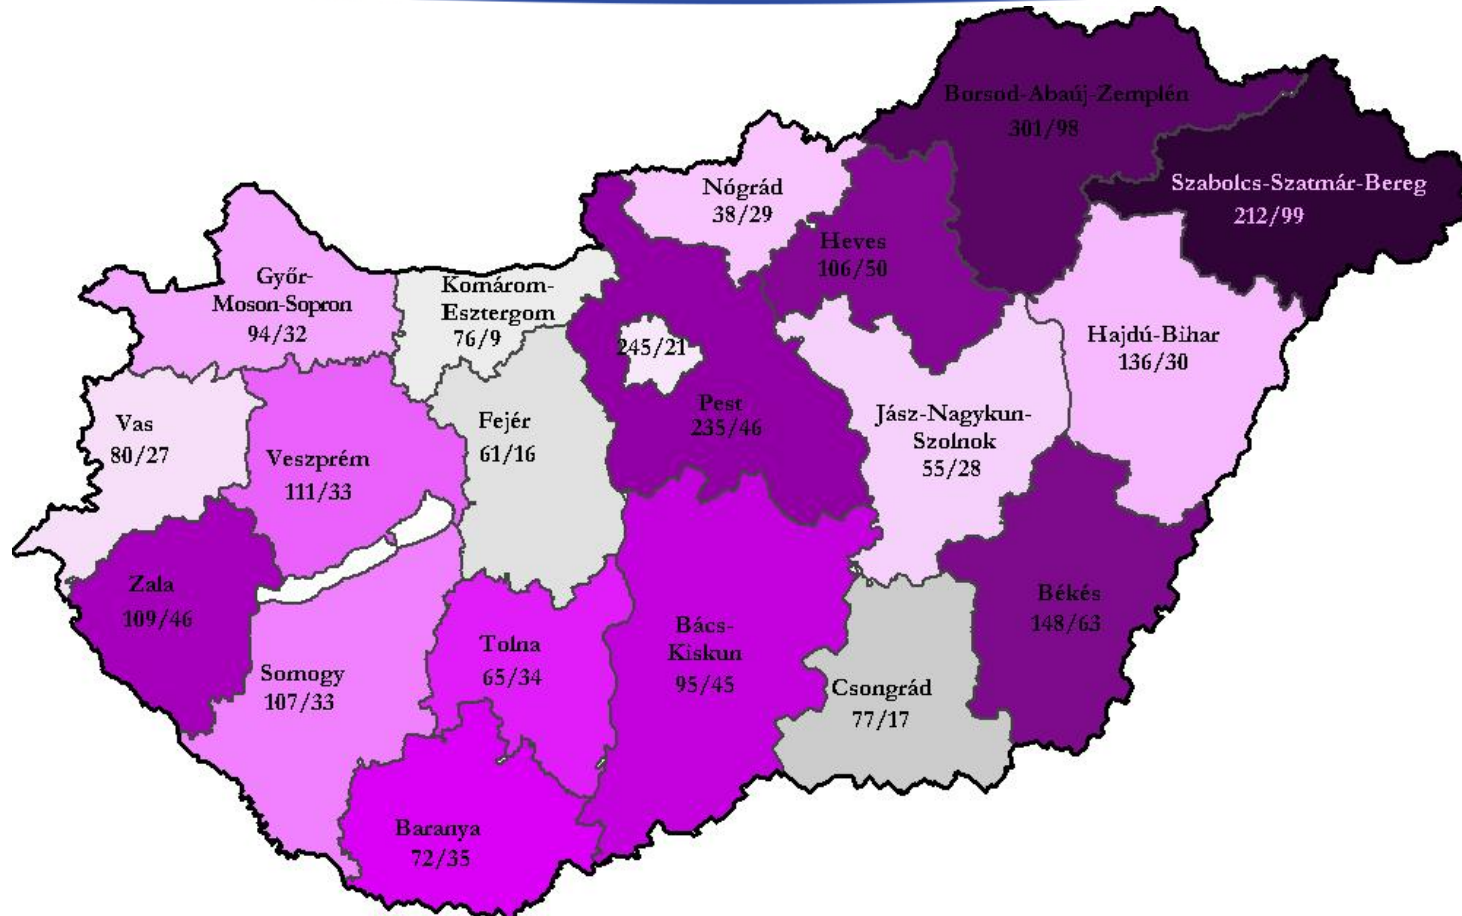 Borsod-Abaúj-Zemplén
301/98
Szabolcs-Szatmár-Bereg
212/99
Nógrád
38/29
Heves
106/50
Győr-
Moson-Sopron
94/32
Komárom-
Esztergom
76/9
245/21
Hajdú-Bihar
136/30
Pest
235/46
Jász-Nagykun-
Szolnok
55/28
Vas
80/27
Veszprém
111/33
Fejér
61/16
Zala
109/46
Somogy
107/33
Tolna
65/34
Bács-
Kiskun
95/45
Békés
148/63
Csongrád
77/17
Baranya
72/35